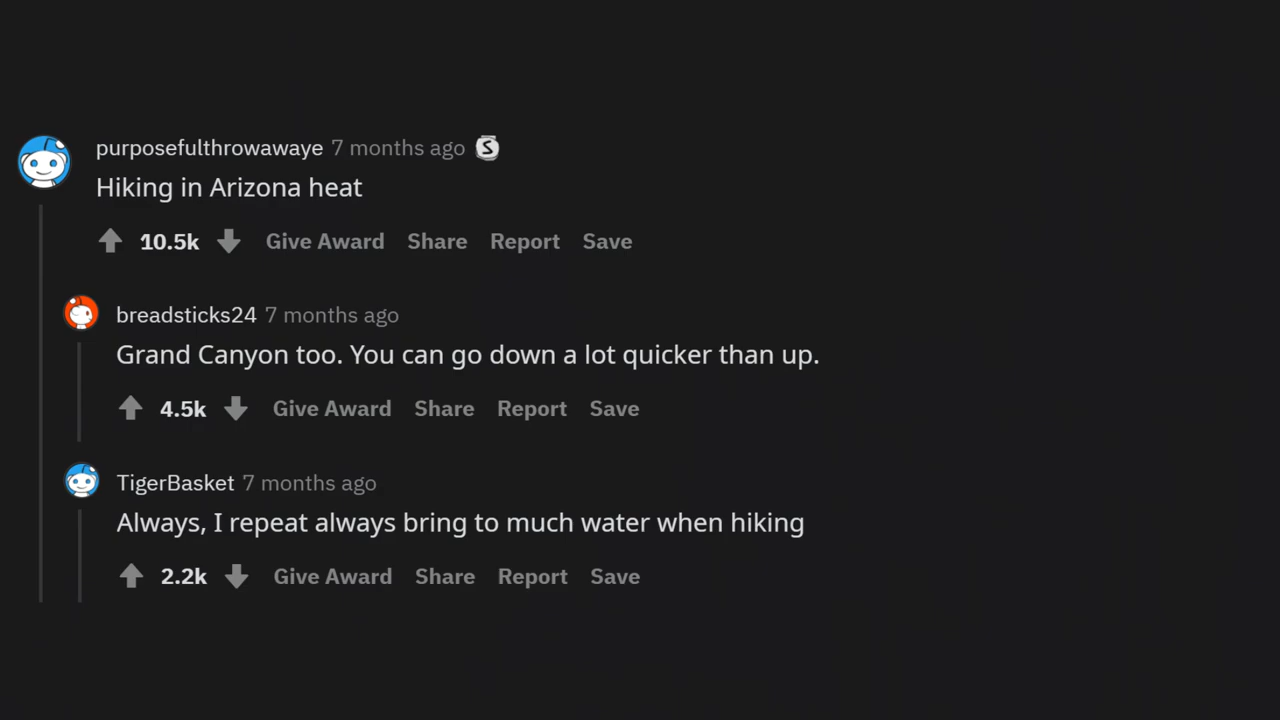 purposefulthrowawaye 7 months ago S
Hiking in Arizona heat
10.5k Give Award Share Report Save
breadsticks24 7 months ago
Grand Canyon too. You can go down a lot quicker than up.
4.5k Give Award Share Report Save
TigerBasket 7 months ago
Always, I repeat always bring to much water when hiking
2.2k Give Award Share Report Save